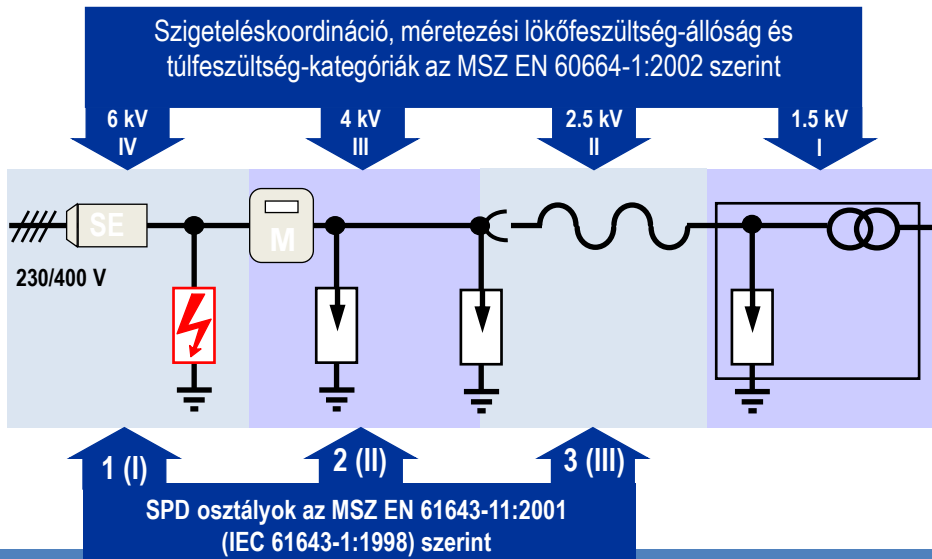 Szigeteléskoordináció, méretezési lökőfeszültség-állóság és
túlfeszültség-kategóriák az MSZ EN 60664-1:2002 szerint
6 kV
IV
4 kV
III
2.5 kV
II
1.5 kV
I
SE
M
230/400 V
1 (I)
2 (II)
3 (III)
SPD osztályok az MSZ EN 61643-11:2001
(IEC 61643-1:1998) szerint